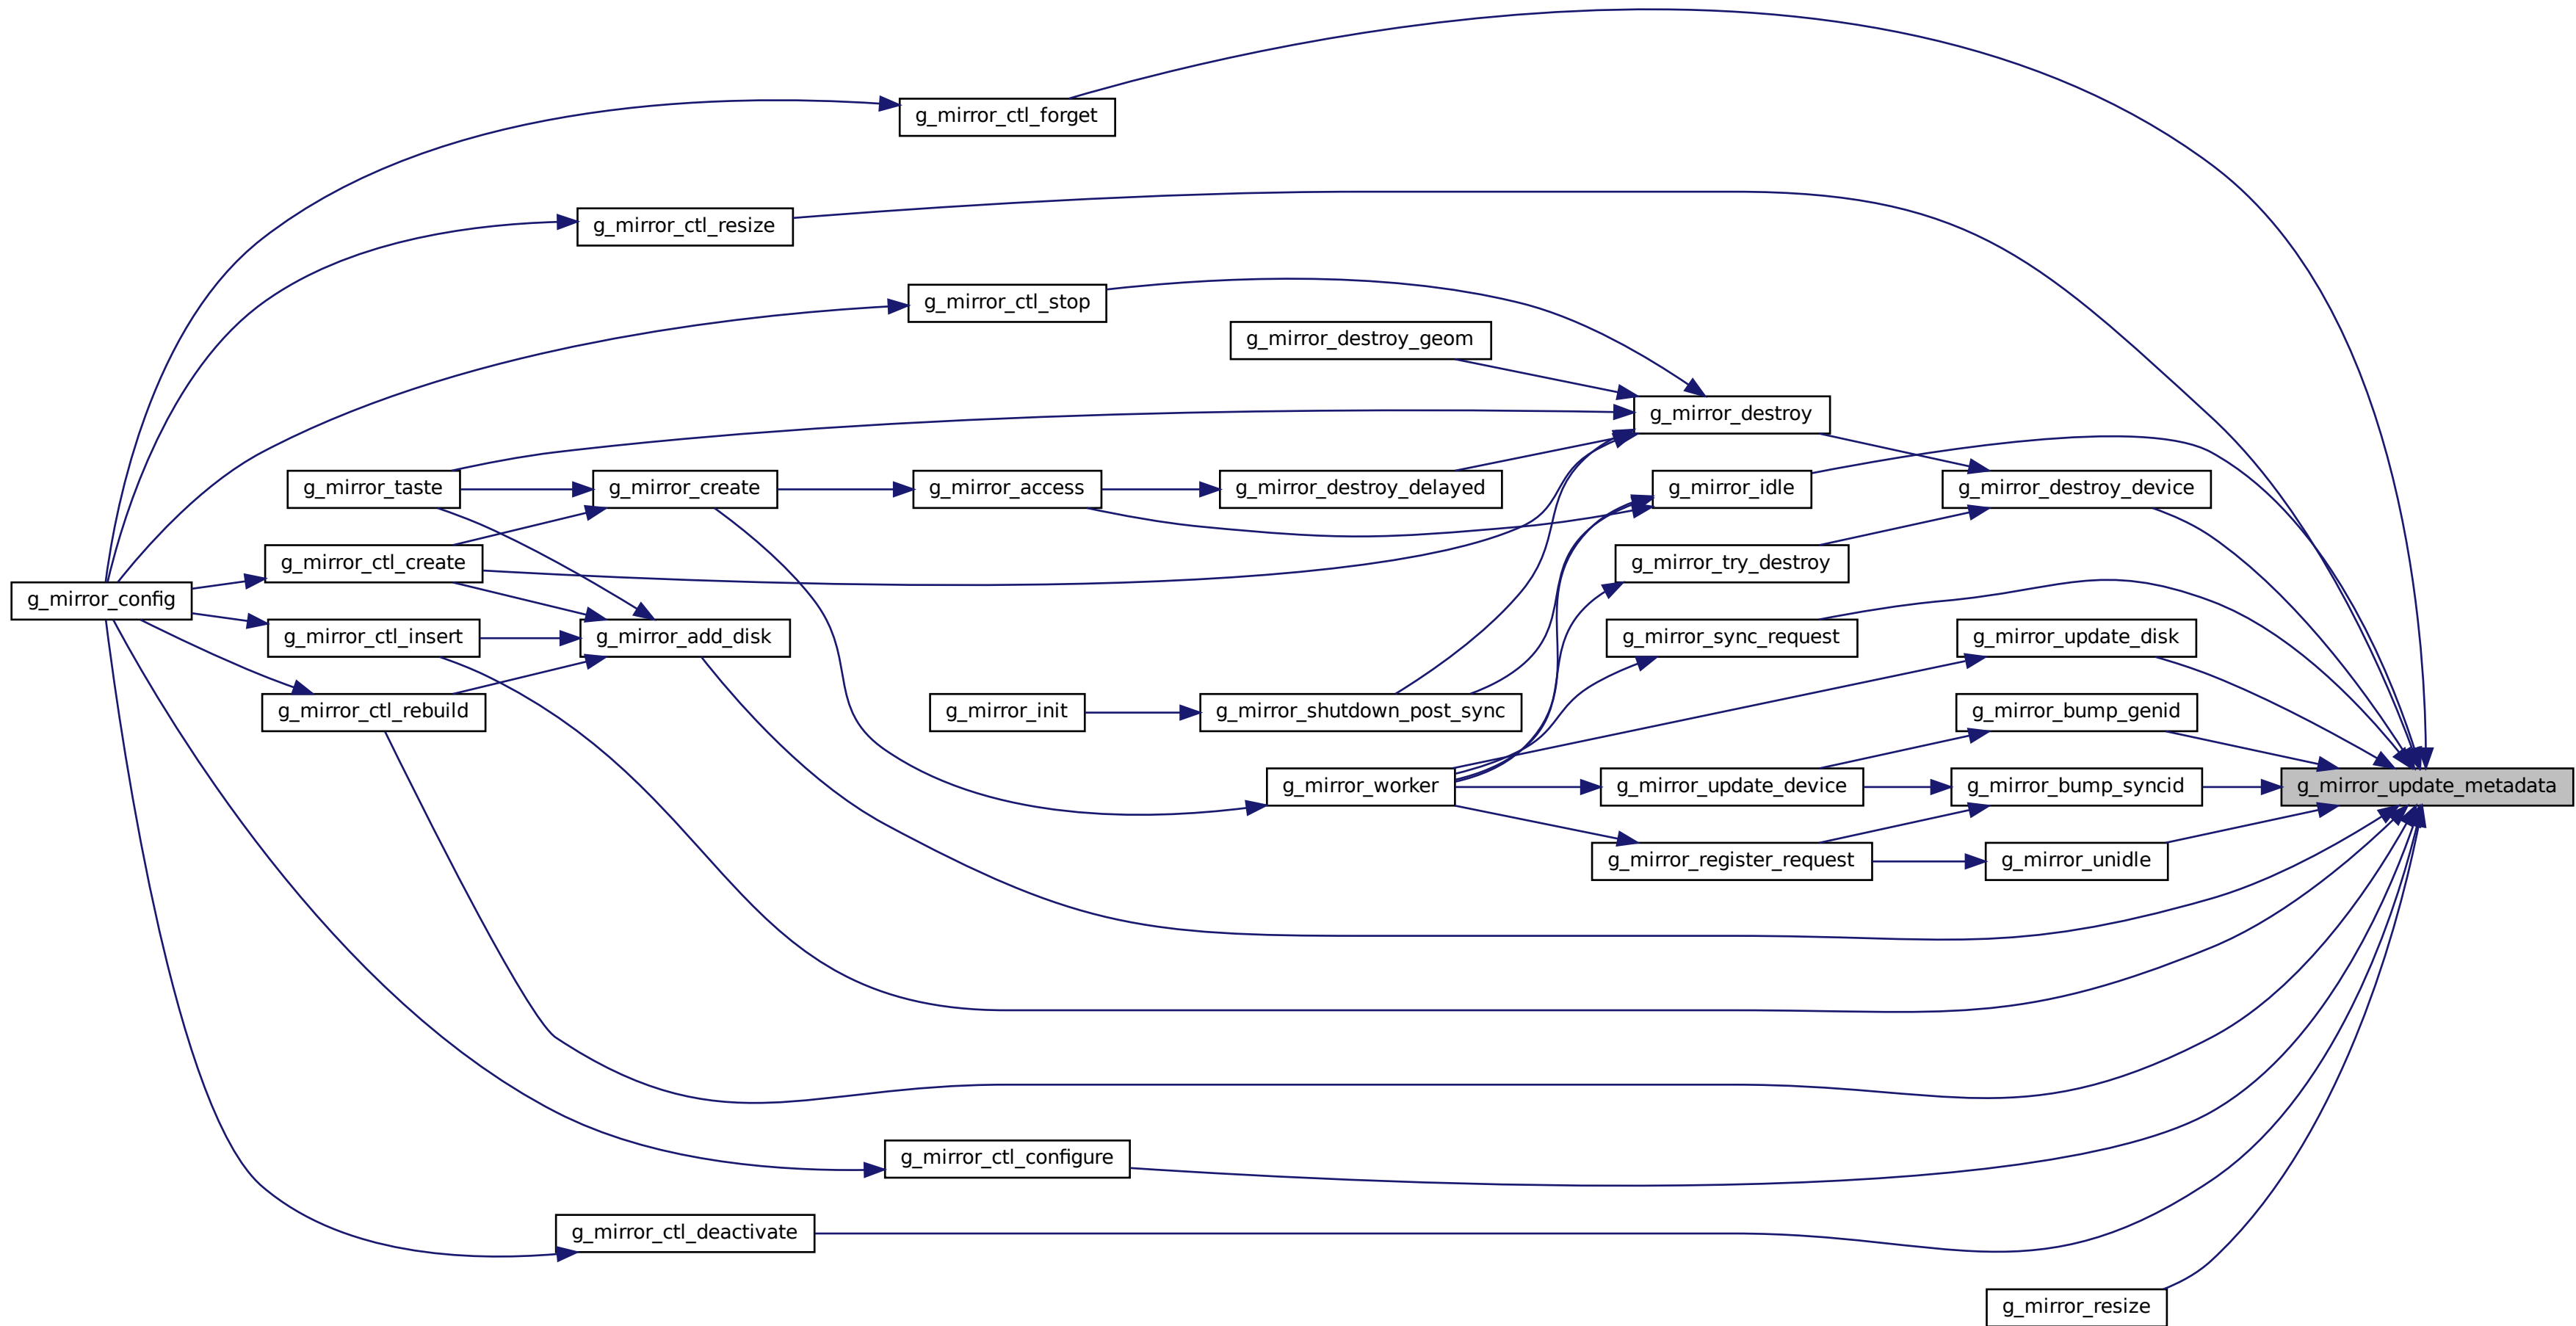 g_mirror_ctl_forget
g_mirror_ctl_resize
g_mirror_ctl_stop
g_mirror_destroy_geom
g_mirror_destroy
g_mirror_taste
g_mirror_create
g_mirror_access
g_mirror_destroy_delayed
g_mirror_idle
g_mirror_destroy_device
g_mirror_ctl_create
g_mirror_try_destroy
g_mirror_config
g_mirror_ctl_insert
g_mirror_add_disk
g_mirror_sync_request
g_mirror_update_disk
g_mirror_ctl_rebuild
g_mirror_init
g_mirror_shutdown_post_sync
g_mirror_bump_genid
g_mirror_worker
g_mirror_update_device
g_mirror_bump_syncid
g_mirror_update_metadata
g_mirror_register_request
g_mirror_unidle
g_mirror_ctl_configure
g_mirror_ctl_deactivate
g_mirror_resize